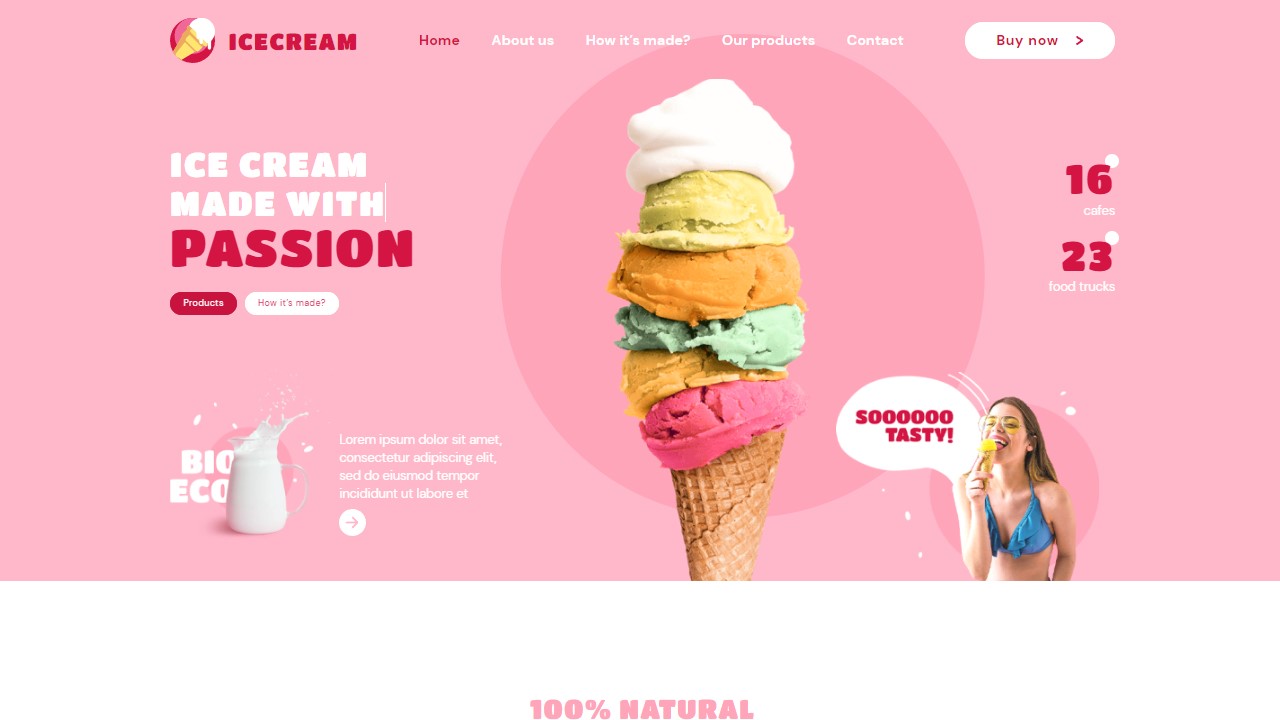 ICECREAM
Home
About us
How it's made?
Our products
Contact
Buy now >
ICE CREAM
MADE WITH
PASSION
Products
How it's made?
16
cafes
23
food trucks
BIO
ECO
Lorem ipsum dolor sit amet,
consectetur adipiscing elit,
sed do eiusmod tempor
incididunt ut labore et
SOOOOOO
TASTY!
100% NATURAL